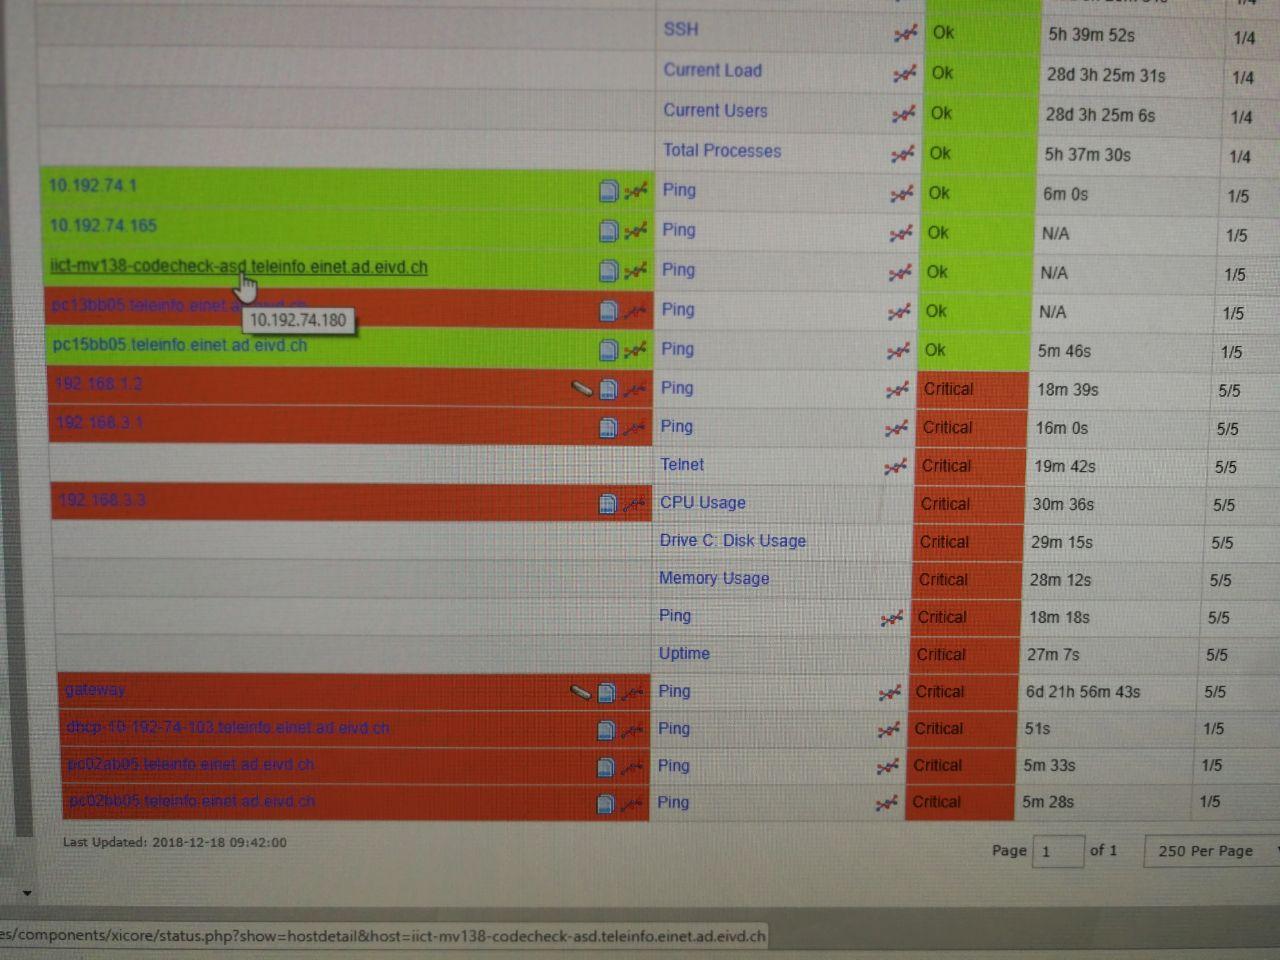 SSH Ok 5h 39m 52s 1/4
Current Load Ok 28d 3h 25m 31s 1/4
Current Users Ok 28d 3h 25m 6s 1/4
Total Processes Ok 5h 37m 30s 1/4
10.192.74.1 Ping Ok 6m 0s 1/5
10.192.74.165 Ping Ok N/A 1/5
iict-mv138-codecheck-asd.teleinfo.einet.ad.eivd.ch Ping Ok N/A 1/5
pc13bb05.teleinfo.einet.ad.eivd.ch Ping Ok N/A 1/5
10.192.74.180
pc15bb05.teleinfo.einet.ad.eivd.ch Ping Ok 5m 46s 1/5
192.168.1.2 Ping Critical 18m 39s 5/5
192.168.3.1 Ping Critical 16m 0s 5/5
Telnet Critical 19m 42s 5/5
192.168.3.3 CPU Usage Critical 30m 36s 5/5
Drive C: Disk Usage Critical 29m 15s 5/5
Memory Usage Critical 28m 12s 5/5
Ping Critical 18m 18s 5/5
Uptime Critical 27m 7s 5/5
gateway Ping Critical 6d 21h 56m 43s 5/5
dhcp-10-192-74-103.teleinfo.einet.ad.eivd.ch Ping Critical 51s 1/5
pc02ab05.teleinfo.einet.ad.eivd.ch Ping Critical 5m 33s 1/5
pc02bb05.teleinfo.einet.ad.eivd.ch Ping Critical 5m 28s 1/5
Last Updated: 2018-12-18 09:42:00
Page 1 of 1 250 Per Page
es/components/xicore/status.php?show=hostdetail&host=iict-mv138-codecheck-asd.teleinfo.einet.ad.eivd.ch